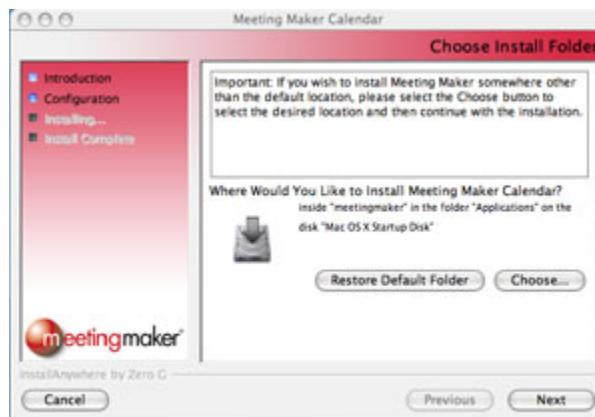 Meeting Maker Calendar
Choose Install Folder
Introduction
Configuration
Installing...
Install Complete
Important: If you wish to install Meeting Maker somewhere other
than the default location, please select the Choose button to
select the desired location and then continue with the installation.
Where Would You Like to Install Meeting Maker Calendar?
inside "meetingmaker" in the folder "Applications" on the
disk "Mac OS X Startup Disk"
Restore Default Folder
Choose...
meetingmaker
InstallAnywhere by Zero G
Cancel
Previous
Next